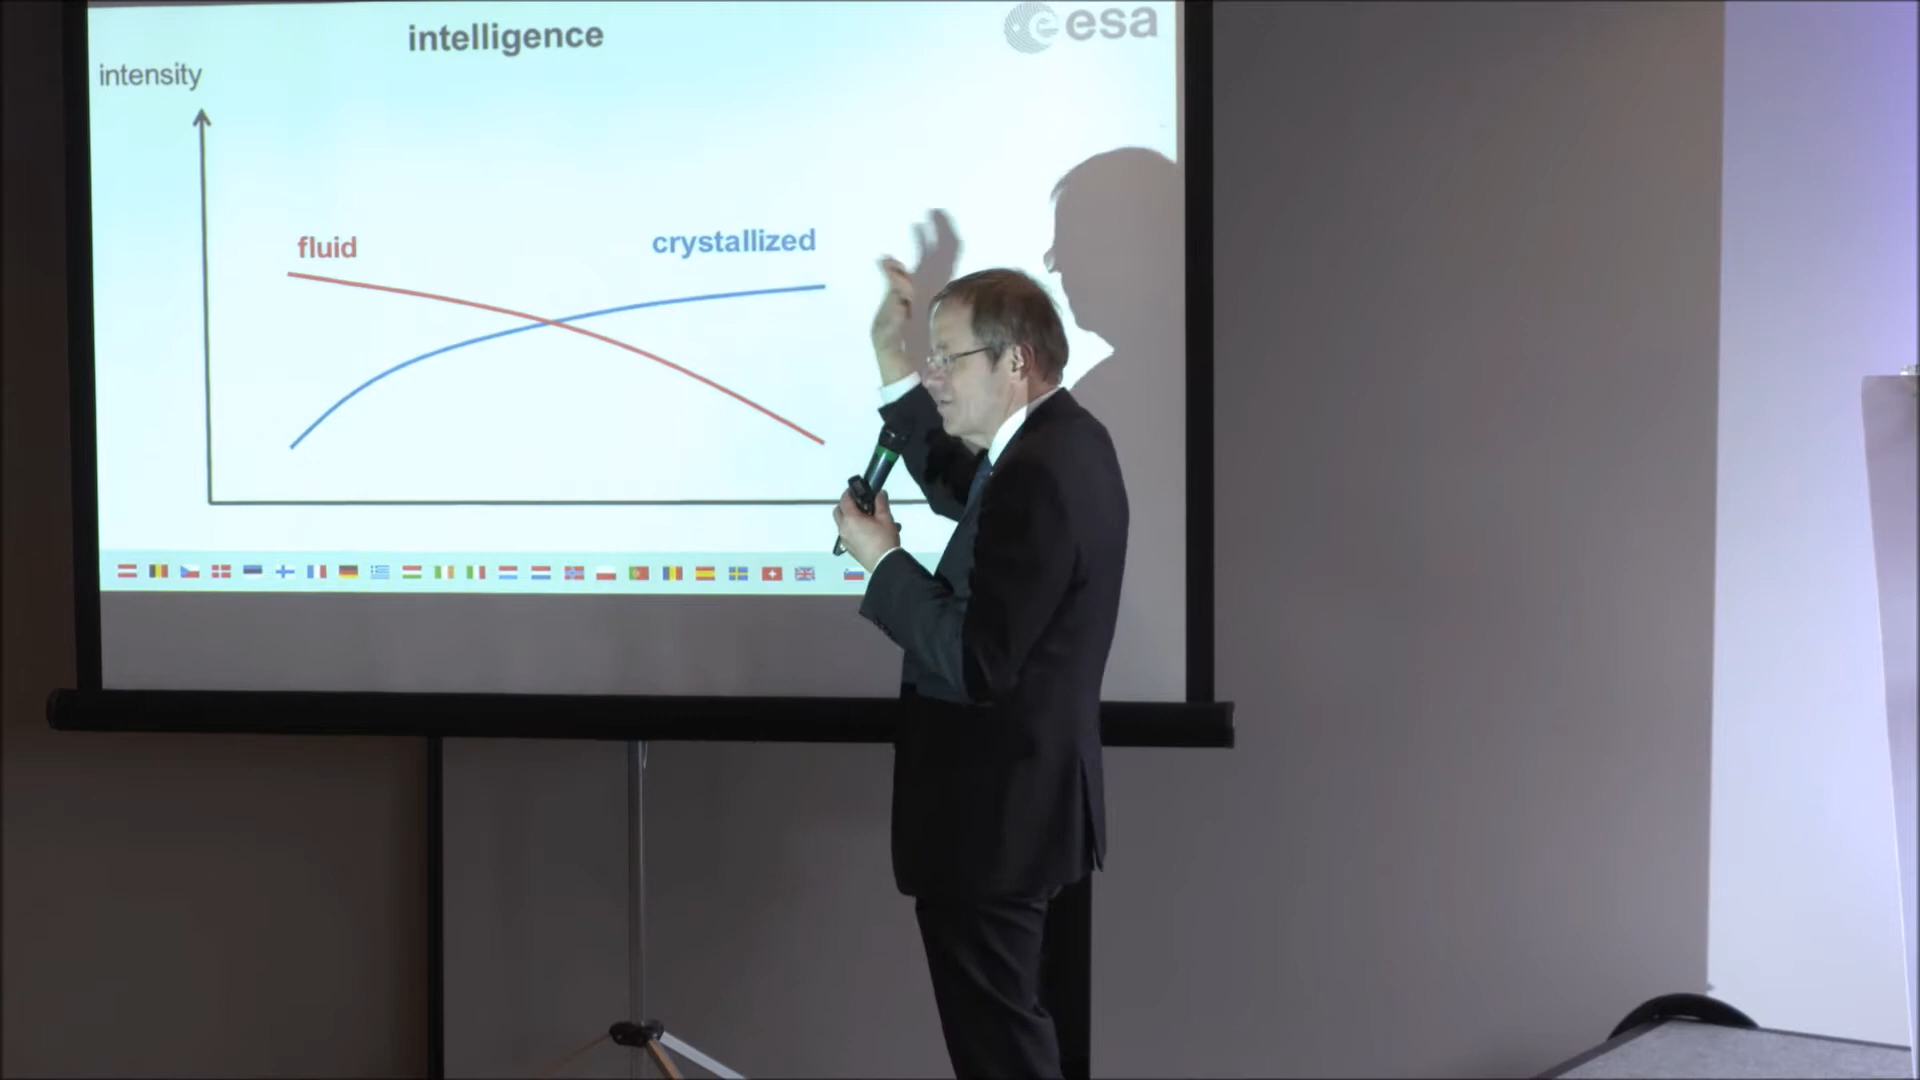 intelligence
esa
intensity
fluid
crystallized